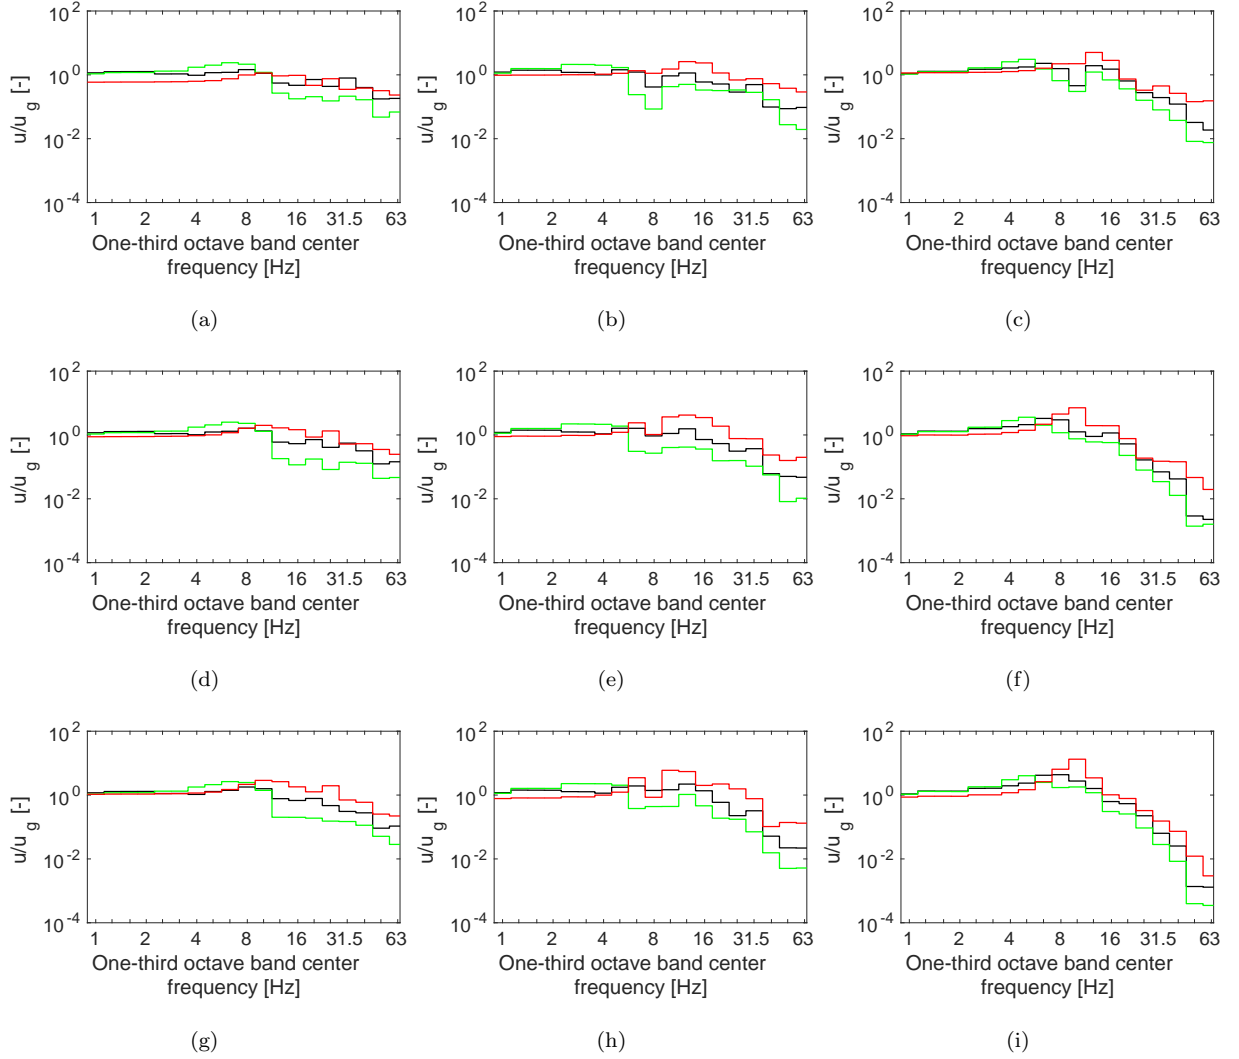 10^2
10^0
10^-2
10^-4
u/u_g [-]
1 2 4 8 16 31.5 63
One-third octave band center
frequency [Hz]
(a)
10^2
10^0
10^-2
10^-4
u/u_g [-]
1 2 4 8 16 31.5 63
One-third octave band center
frequency [Hz]
(b)
10^2
10^0
10^-2
10^-4
u/u_g [-]
1 2 4 8 16 31.5 63
One-third octave band center
frequency [Hz]
(c)
10^2
10^0
10^-2
10^-4
u/u_g [-]
1 2 4 8 16 31.5 63
One-third octave band center
frequency [Hz]
(d)
10^2
10^0
10^-2
10^-4
u/u_g [-]
1 2 4 8 16 31.5 63
One-third octave band center
frequency [Hz]
(e)
10^2
10^0
10^-2
10^-4
u/u_g [-]
1 2 4 8 16 31.5 63
One-third octave band center
frequency [Hz]
(f)
10^2
10^0
10^-2
10^-4
u/u_g [-]
1 2 4 8 16 31.5 63
One-third octave band center
frequency [Hz]
(g)
10^2
10^0
10^-2
10^-4
u/u_g [-]
1 2 4 8 16 31.5 63
One-third octave band center
frequency [Hz]
(h)
10^2
10^0
10^-2
10^-4
u/u_g [-]
1 2 4 8 16 31.5 63
One-third octave band center
frequency [Hz]
(i)